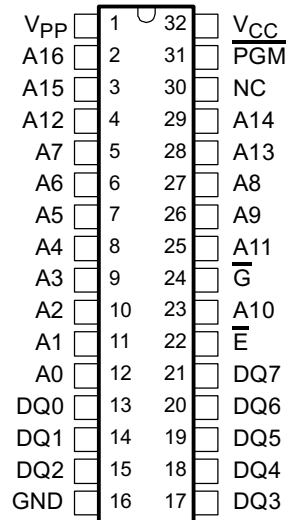 VPP 1 32 VCC
A16 2 31 PGM
A15 3 30 NC
A12 4 29 A14
A7 5 28 A13
A6 6 27 A8
A5 7 26 A9
A4 8 25 A11
A3 9 24 G
A2 10 23 A10
A1 11 22 E
A0 12 21 DQ7
DQ0 13 20 DQ6
DQ1 14 19 DQ5
DQ2 15 18 DQ4
GND 16 17 DQ3